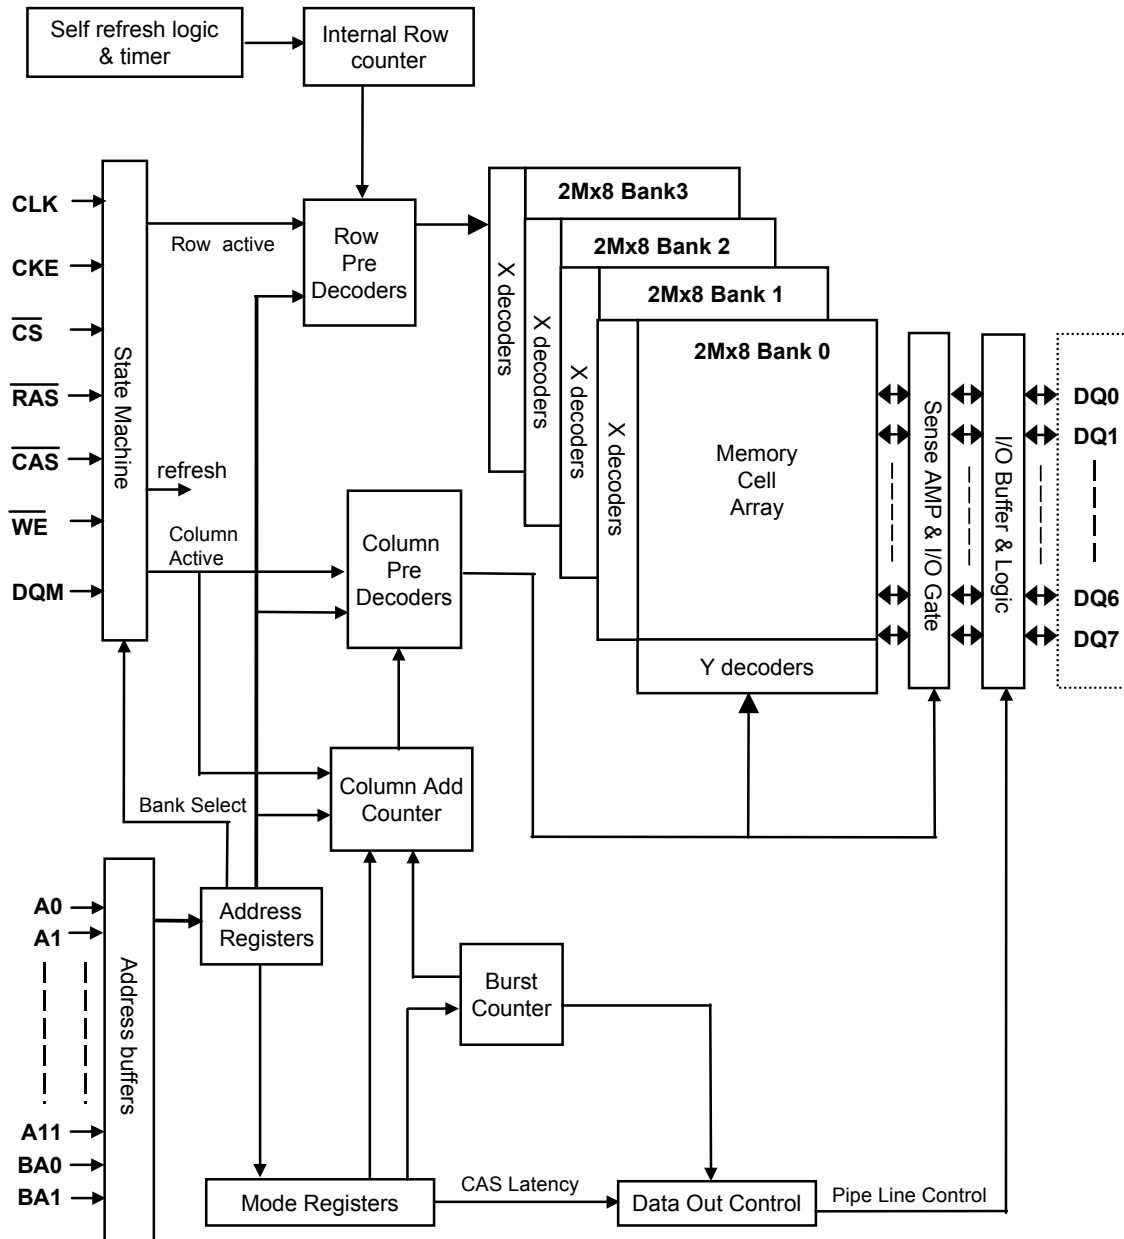 Self refresh logic
& timer
Internal Row
counter
CLK
CKE
CS
RAS
CAS
WE
DQM
State Machine
Row active
refresh
Column
Active
Bank Select
Row
Pre
Decoders
Column
Pre
Decoders
Column Add
Counter
2Mx8 Bank3
2Mx8 Bank 2
2Mx8 Bank 1
2Mx8 Bank 0
X decoders
X decoders
X decoders
X decoders
Memory
Cell
Array
Y decoders
Sense AMP & I/O Gate
I/O Buffer & Logic
DQ0
DQ1
DQ6
DQ7
A0
A1
A11
BA0
BA1
Address buffers
Address
Registers
Burst
Counter
Mode Registers
CAS Latency
Data Out Control
Pipe Line Control